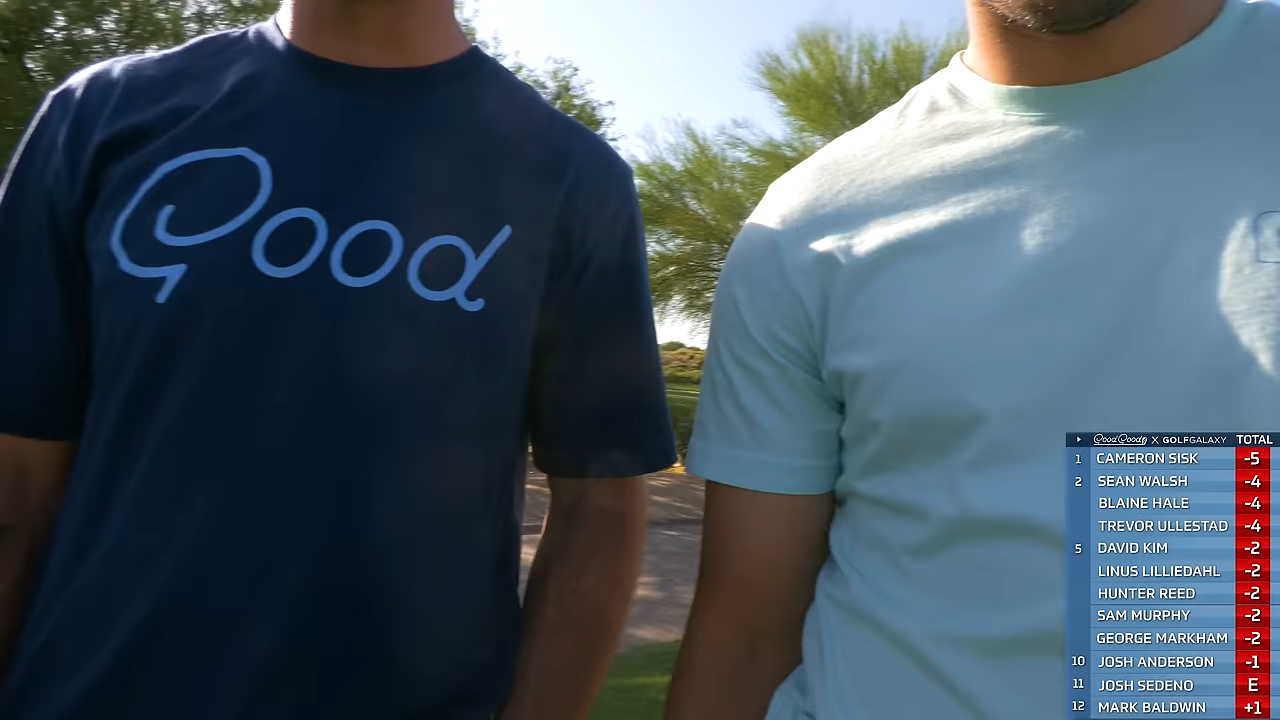 Good
GoodGood X GOLFGALAXY TOTAL
1 CAMERON SISK -5
2 SEAN WALSH -4
BLAINE HALE -4
TREVOR ULLESTAD -4
5 DAVID KIM -2
LINUS LILLIEDAHL -2
HUNTER REED -2
SAM MURPHY -2
GEORGE MARKHAM -2
10 JOSH ANDERSON -1
11 JOSH SEDENO E
12 MARK BALDWIN +1